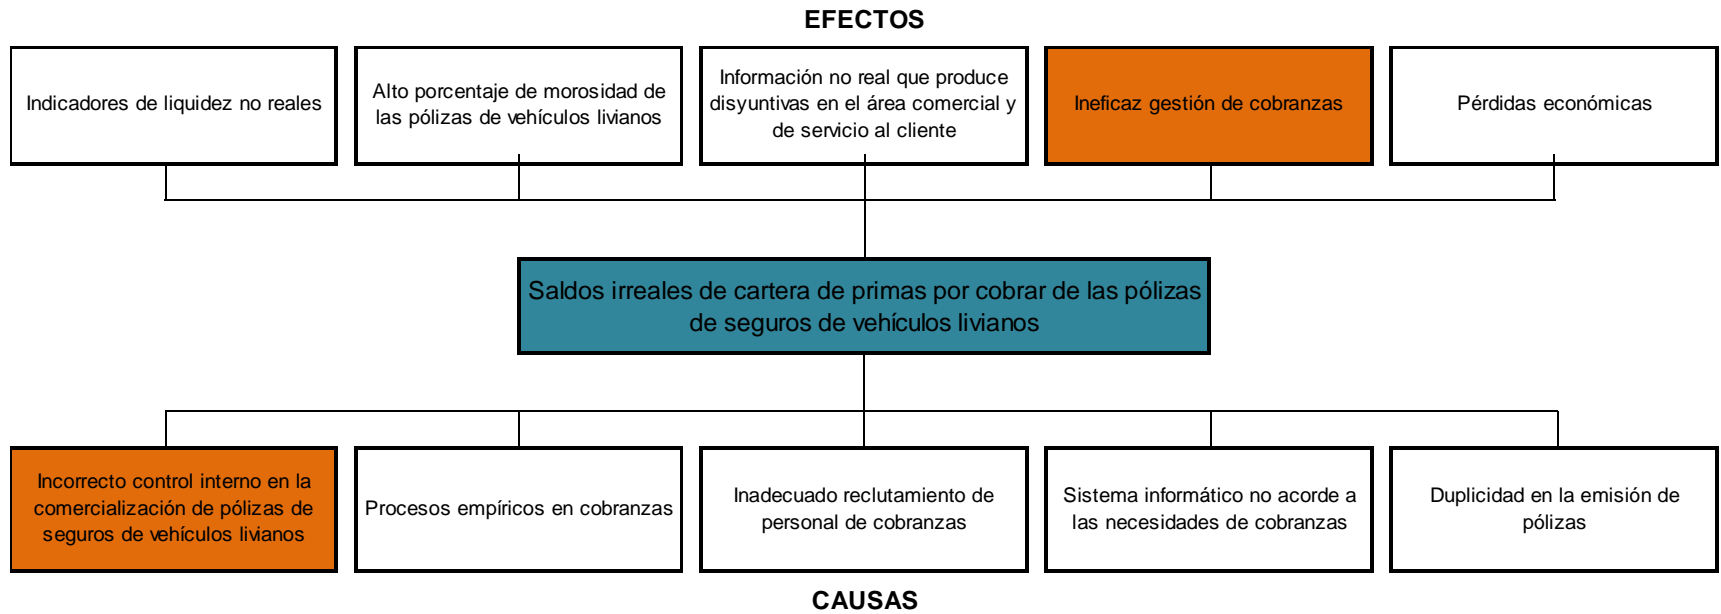 EFECTOS
Indicadores de liquidez no reales
Alto porcentaje de morosidad de
las pólizas de vehículos livianos
Información no real que produce
disyuntivas en el área comercial y
de servicio al cliente
Ineficaz gestión de cobranzas
Pérdidas económicas
Saldos irreales de cartera de primas por cobrar de las pólizas
de seguros de vehículos livianos
Incorrecto control interno en la
comercialización de pólizas de
seguros de vehículos livianos
Procesos empíricos en cobranzas
Inadecuado reclutamiento de
personal de cobranzas
Sistema informático no acorde a
las necesidades de cobranzas
Duplicidad en la emisión de
pólizas
CAUSAS